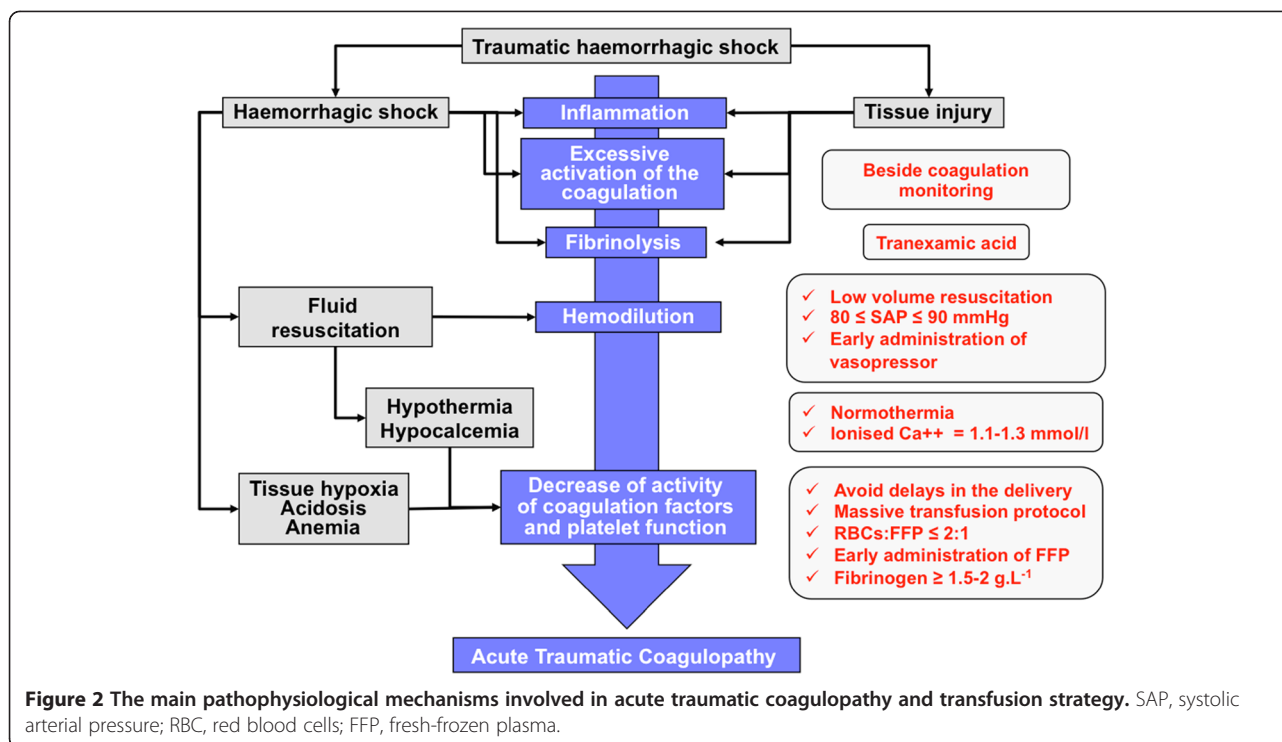 Traumatic haemorrhagic shock
Haemorrhagic shock
Inflammation
Tissue injury
Excessive
activation of the
coagulation
Beside coagulation
monitoring
Fibrinolysis
Tranexamic acid
Fluid
resuscitation
Hemodilution
✓ Low volume resuscitation
✓ 80 ≤ SAP ≤ 90 mmHg
✓ Early administration of
vasopressor
Hypothermia
Hypocalcemia
✓ Normothermia
✓ Ionised Ca++ = 1.1-1.3 mmol/l
Tissue hypoxia
Acidosis
Anemia
Decrease of activity
of coagulation factors
and platelet function
✓ Avoid delays in the delivery
✓ Massive transfusion protocol
✓ RBCs:FFP ≤ 2:1
✓ Early administration of FFP
✓ Fibrinogen ≥ 1.5-2 g.L⁻¹
Acute Traumatic Coagulopathy
Figure 2 The main pathophysiological mechanisms involved in acute traumatic coagulopathy and transfusion strategy. SAP, systolic
arterial pressure; RBC, red blood cells; FFP, fresh-frozen plasma.